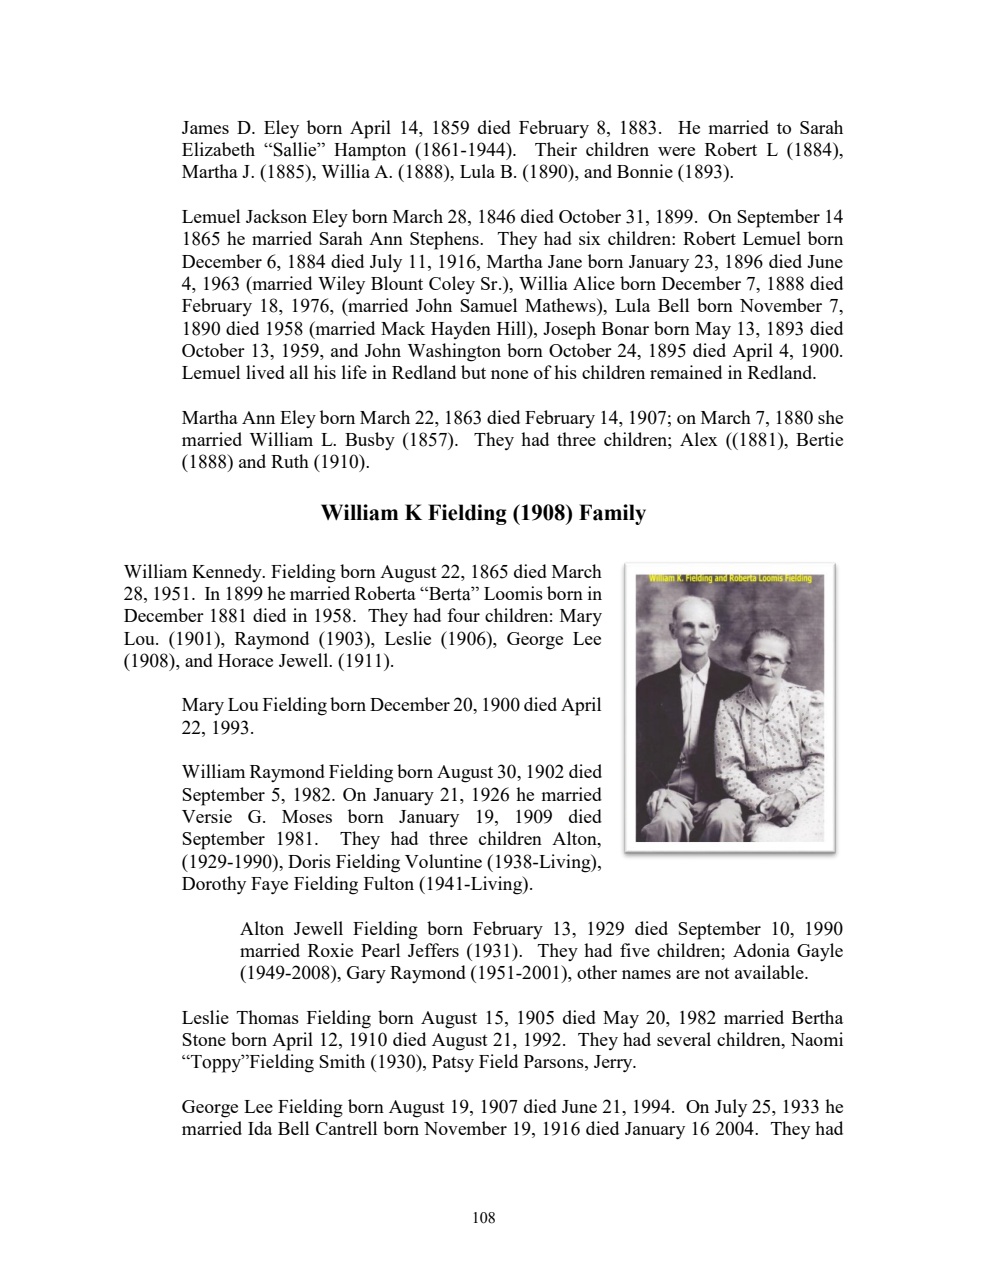 James D. Eley born April 14, 1859 died February 8, 1883.  He married to Sarah
Elizabeth “Sallie” Hampton (1861-1944).  Their children were Robert L (1884),
Martha J. (1885), Willia A. (1888), Lula B. (1890), and Bonnie (1893).
Lemuel Jackson Eley born March 28, 1846 died October 31, 1899.  On September 14
1865 he married Sarah Ann Stephens.  They had six children: Robert Lemuel born
December 6, 1884 died July 11, 1916, Martha Jane born January 23, 1896 died June
4, 1963 (married Wiley Blount Coley Sr.), Willia Alice born December 7, 1888 died
February 18, 1976, (married John Samuel Mathews), Lula Bell born November 7,
1890 died 1958 (married Mack Hayden Hill), Joseph Bonar born May 13, 1893 died
October 13, 1959, and John Washington born October 24, 1895 died April 4, 1900.
Lemuel lived all his life in Redland but none of his children remained in Redland.
Martha Ann Eley born March 22, 1863 died February 14, 1907; on March 7, 1880 she
married William L. Busby (1857).  They had three children; Alex ((1881), Bertie
(1888) and Ruth (1910).
William K Fielding (1908) Family
William Kennedy. Fielding born August 22, 1865 died March
28, 1951.  In 1899 he married Roberta “Berta” Loomis born in
December 1881 died in 1958.  They had four children: Mary
Lou. (1901), Raymond (1903), Leslie (1906), George Lee
(1908), and Horace Jewell. (1911).
William K. Fielding and Roberta Loomis Fielding
Mary Lou Fielding born December 20, 1900 died April
22, 1993.
William Raymond Fielding born August 30, 1902 died
September 5, 1982. On January 21, 1926 he married
Versie G. Moses born January 19, 1909 died
September 1981.  They had three children Alton,
(1929-1990), Doris Fielding Voluntine (1938-Living),
Dorothy Faye Fielding Fulton (1941-Living).
Alton Jewell Fielding born February 13, 1929 died September 10, 1990
married Roxie Pearl Jeffers (1931).  They had five children; Adonia Gayle
(1949-2008), Gary Raymond (1951-2001), other names are not available.
Leslie Thomas Fielding born August 15, 1905 died May 20, 1982 married Bertha
Stone born April 12, 1910 died August 21, 1992.  They had several children, Naomi
“Toppy”Fielding Smith (1930), Patsy Field Parsons, Jerry.
George Lee Fielding born August 19, 1907 died June 21, 1994.  On July 25, 1933 he
married Ida Bell Cantrell born November 19, 1916 died January 16 2004.  They had
108